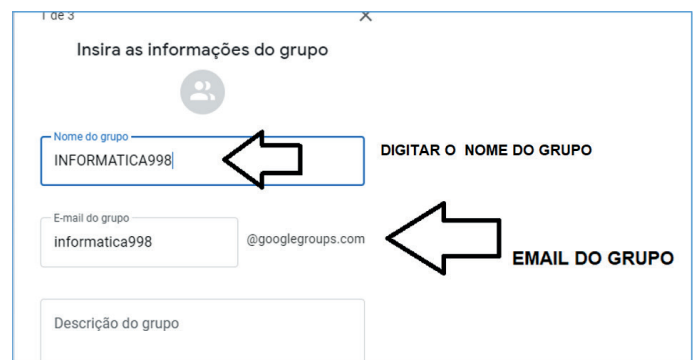 1 de 3
Insira as informações do grupo
Nome do grupo
INFORMATICA998
DIGITAR O NOME DO GRUPO
E-mail do grupo
informatica998
@googlegroups.com
EMAIL DO GRUPO
Descrição do grupo